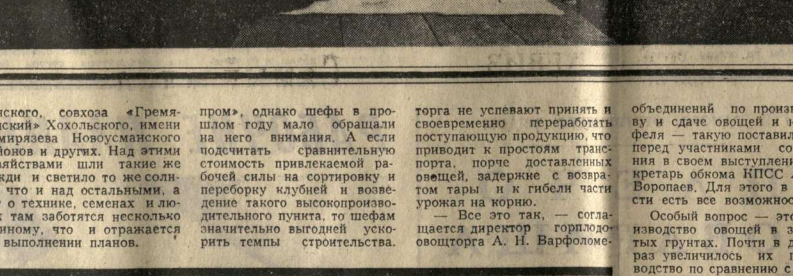 нского, совхоза «Гремя-
нский» Хохольского, имени
мирязева Новоусманского
йонов и других. Над этими
зяйствами шли такие же
жди и светило то же солн-
что и над остальными, а
о технике, семенах и лю-
х там заботятся несколько
иному, что и отражается
выполнении планов.
пром», однако шефы в про-
шлом году мало обращали
на него внимания. А если
подсчитать сравнительную
стоимость привлекаемой ра-
бочей силы на сортировку и
переборку клубней и возве-
дение такого высокопроизво-
дительного пункта, то шефам
значительно выгодней уско-
рить темпы строительства.
торга не успевают принять и
своевременно переработать
поступающую продукцию, что
приводит к простоям транс-
порта, порче доставленных
овощей, задержке с возвра-
том тары и к гибели части
урожая на корню.
— Все это так, — согла-
щается директор горплодо-
овощторга А. Н. Варфоломе-
объединений по произ
ву и сдаче овощей и
феля — такую поставил
перед участниками со
ния в своем выступлени
кретарь обкома КПСС
Воропаев. Для этого в
сти есть все возможнос
Особый вопрос — это
изводство овощей в з
тых грунтах. Почти в д
раз увеличилось их п
водство по сравнению с